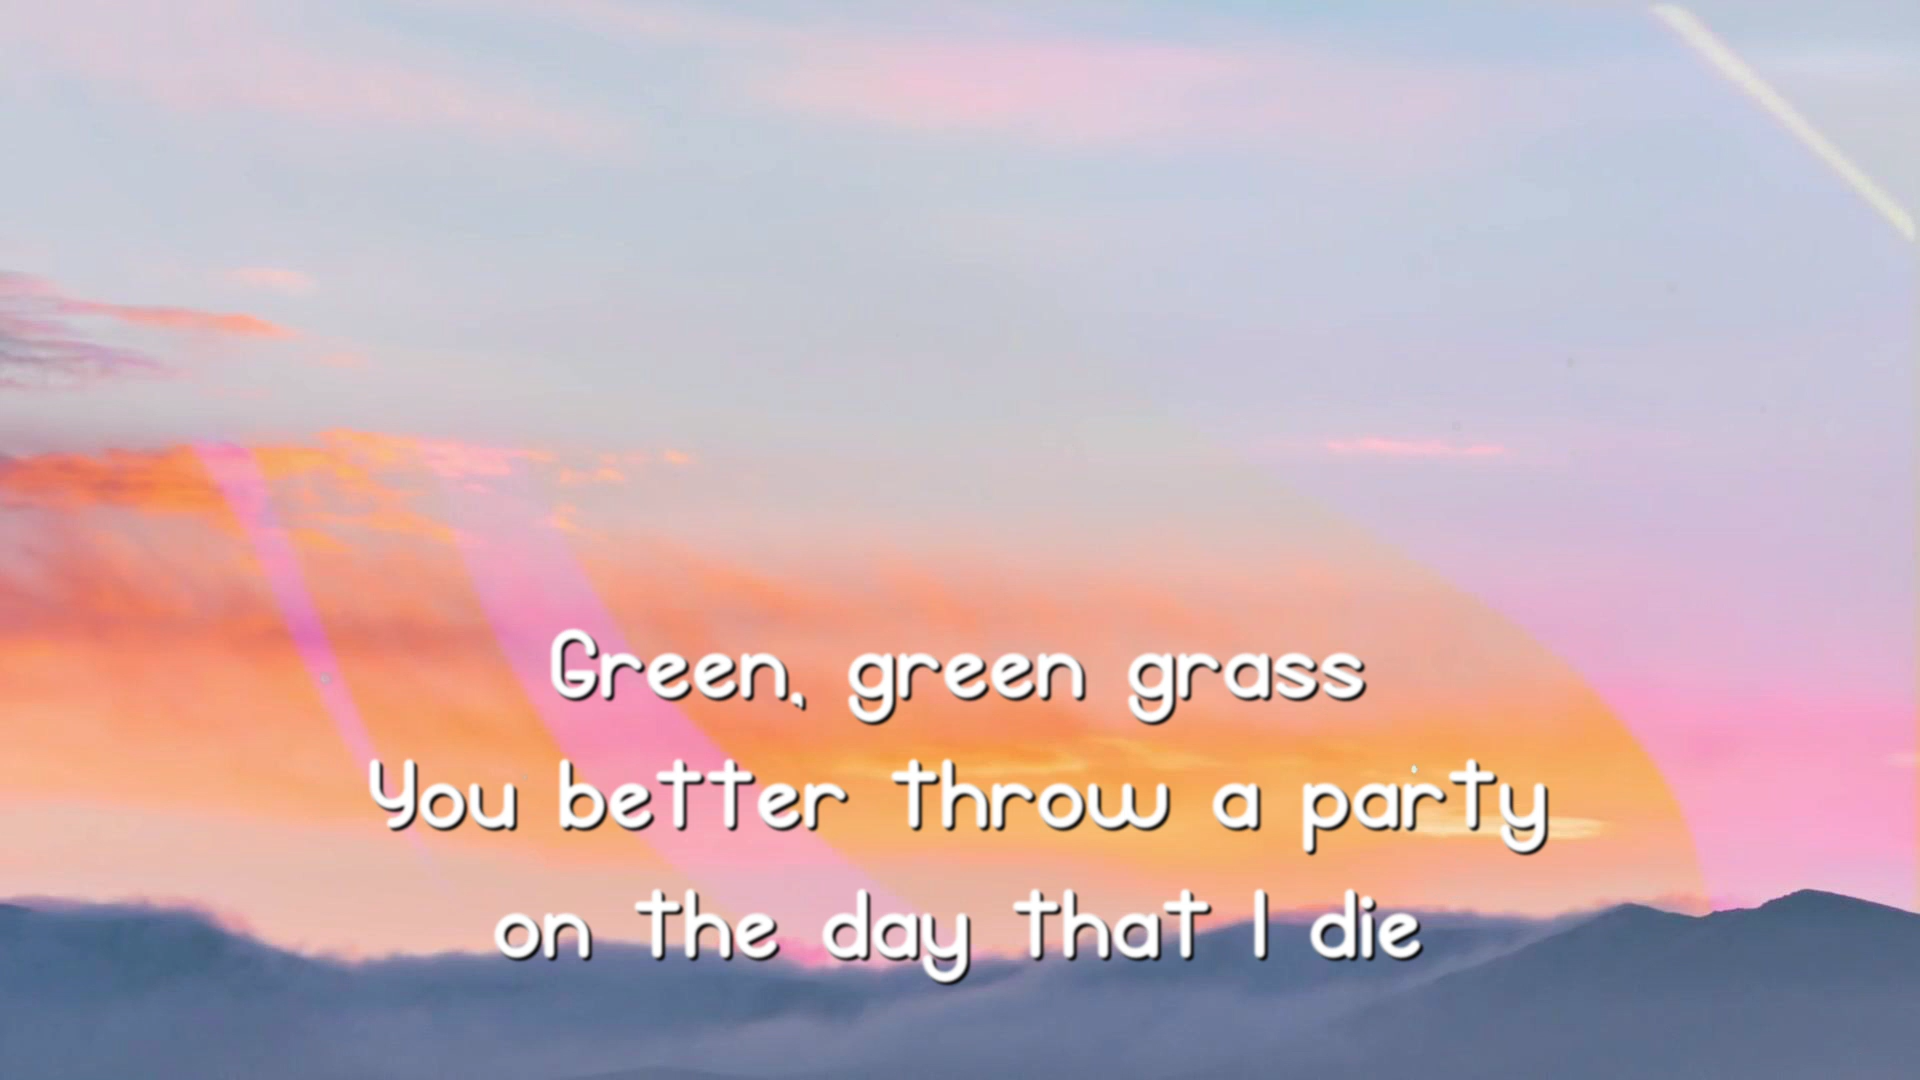 Green, green grass
You better throw a party
on the day that I die